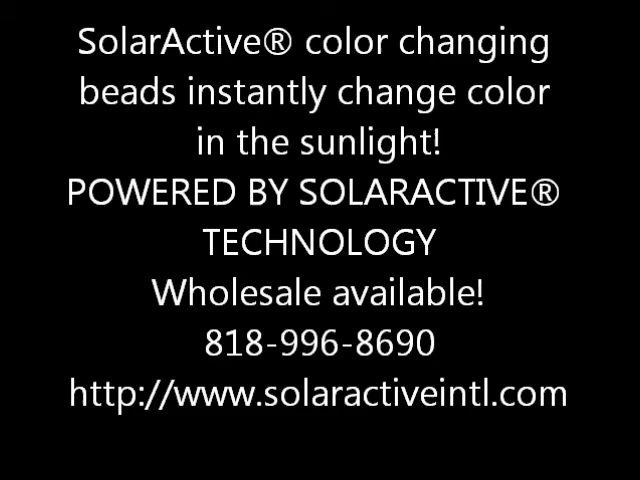 SolarActive® color changing
beads instantly change color
in the sunlight!
POWERED BY SOLARACTIVE®
TECHNOLOGY
Wholesale available!
818-996-8690
http://www.solaractiveintl.com